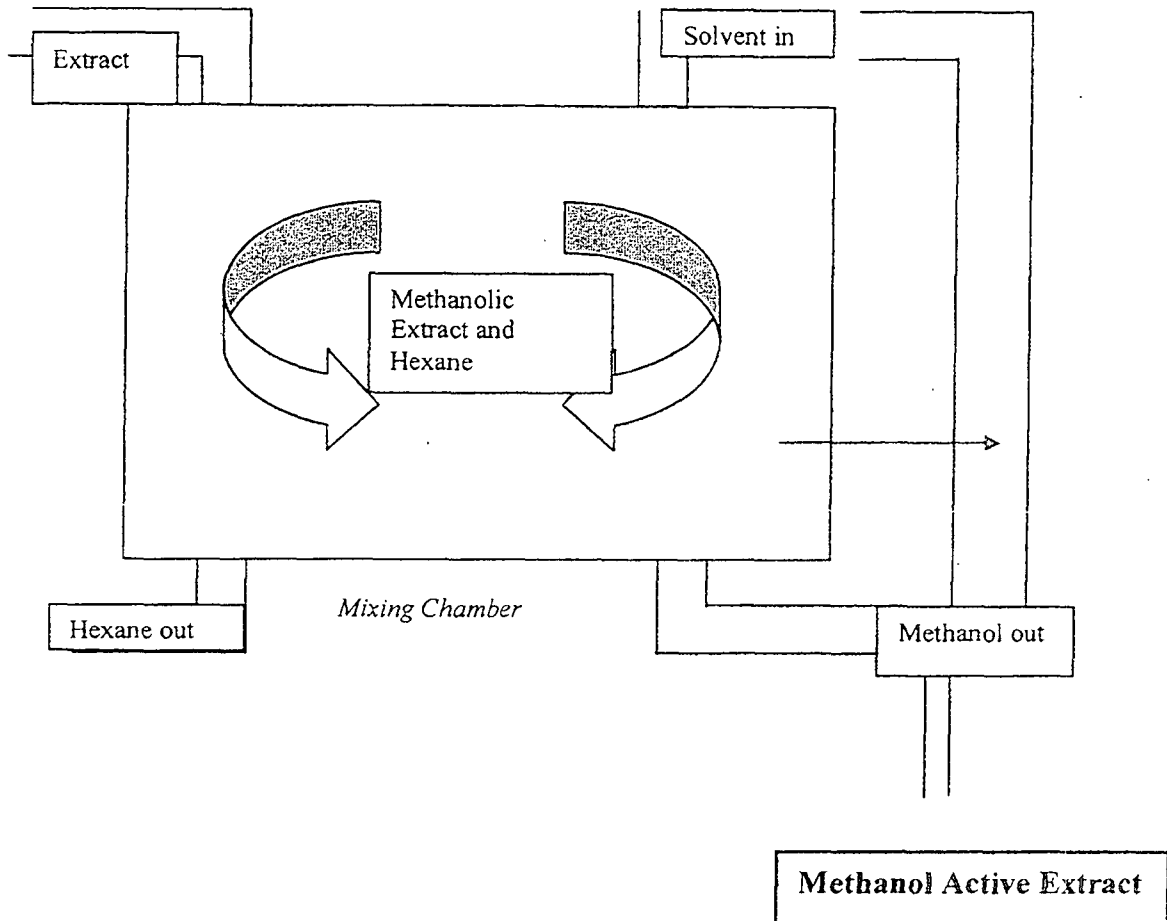 Solvent in
Extract
Methanolic
Extract and
Hexane
Mixing Chamber
Hexane out
Methanol out
Methanol Active Extract